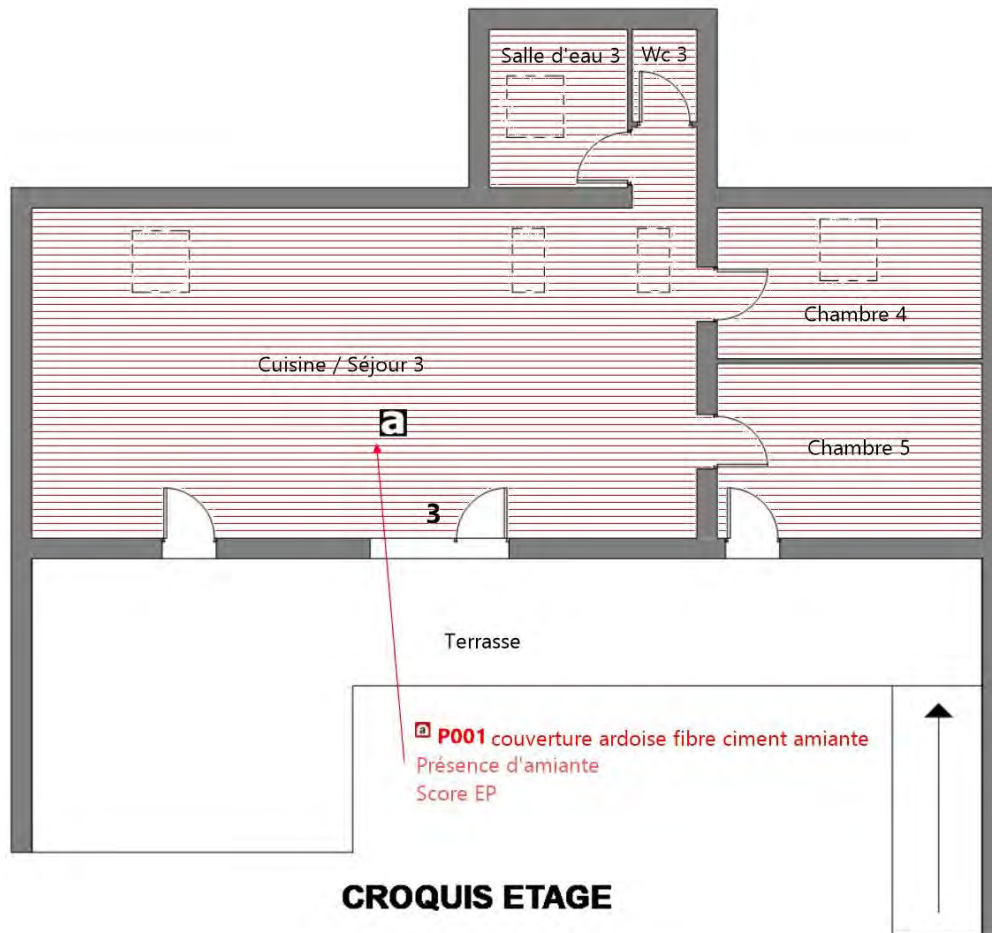 Salle d'eau 3
Wc 3
Chambre 4
Cuisine / Séjour 3
a
Chambre 5
3
Terrasse
a P001 couverture ardoise fibre ciment amiante
Présence d'amiante
Score EP
CROQUIS ETAGE